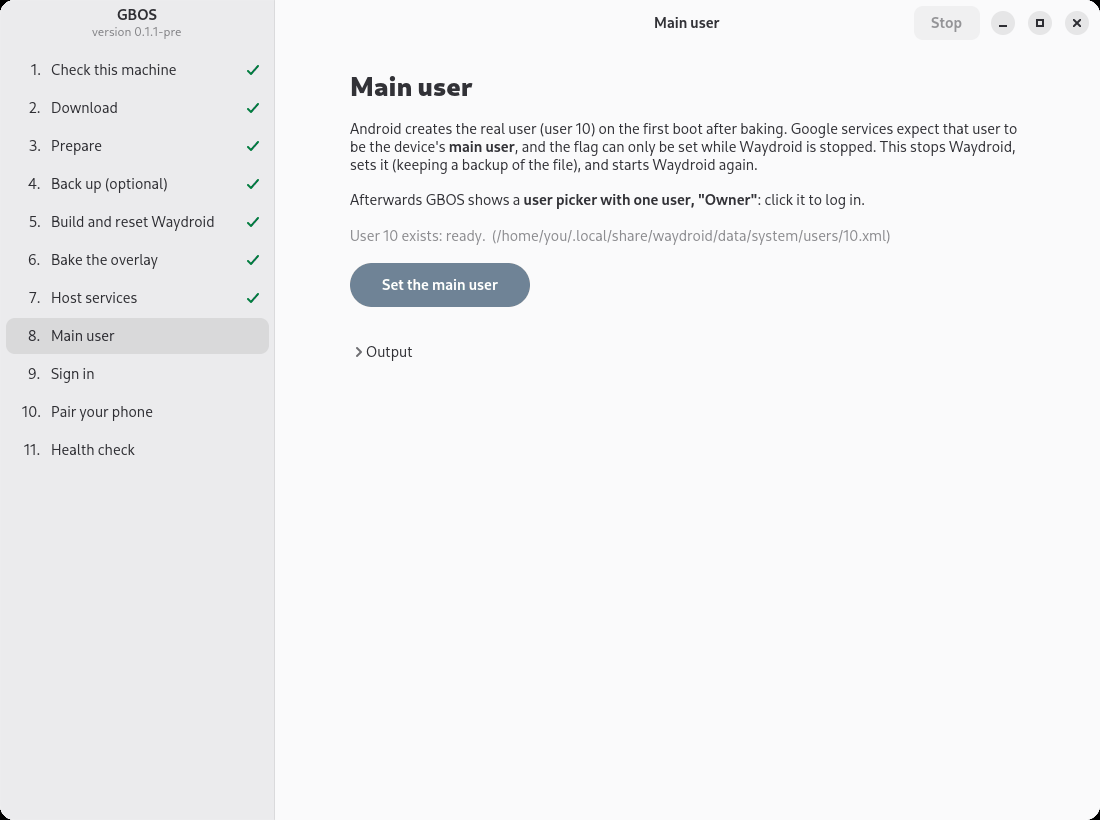 GBOS
version 0.1.1-pre
1. Check this machine
2. Download
3. Prepare
4. Back up (optional)
5. Build and reset Waydroid
6. Bake the overlay
7. Host services
8. Main user
9. Sign in
10. Pair your phone
11. Health check
Main user
Stop
Main user
Android creates the real user (user 10) on the first boot after baking. Google services expect that user to
be the device's main user, and the flag can only be set while Waydroid is stopped. This stops Waydroid,
sets it (keeping a backup of the file), and starts Waydroid again.
Afterwards GBOS shows a user picker with one user, "Owner": click it to log in.
User 10 exists: ready. (/home/you/.local/share/waydroid/data/system/users/10.xml)
Set the main user
Output